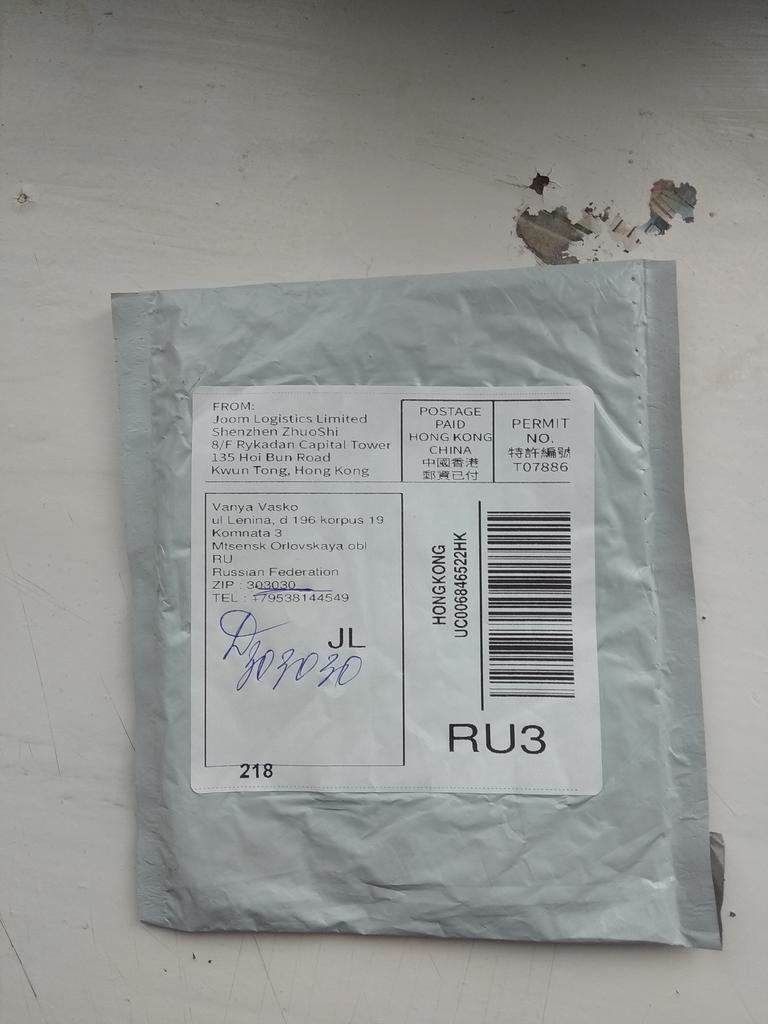 FROM:
Joom Logistics Limited
Shenzhen ZhuoShi
8/F Rykadan Capital Tower
135 Hoi Bun Road
Kwun Tong, Hong Kong
POSTAGE
PAID
HONG KONG
CHINA
中國香港
郵資已付
PERMIT
NO.
特許編號
T07886
Vanya Vasko
ul Lenina, d 196 korpus 19
Komnata 3
Mtsensk Orlovskaya obl
RU
Russian Federation
ZIP : 303030
TEL : +79538144549
JL
303030
218
HONGKONG
UC006846522HK
RU3